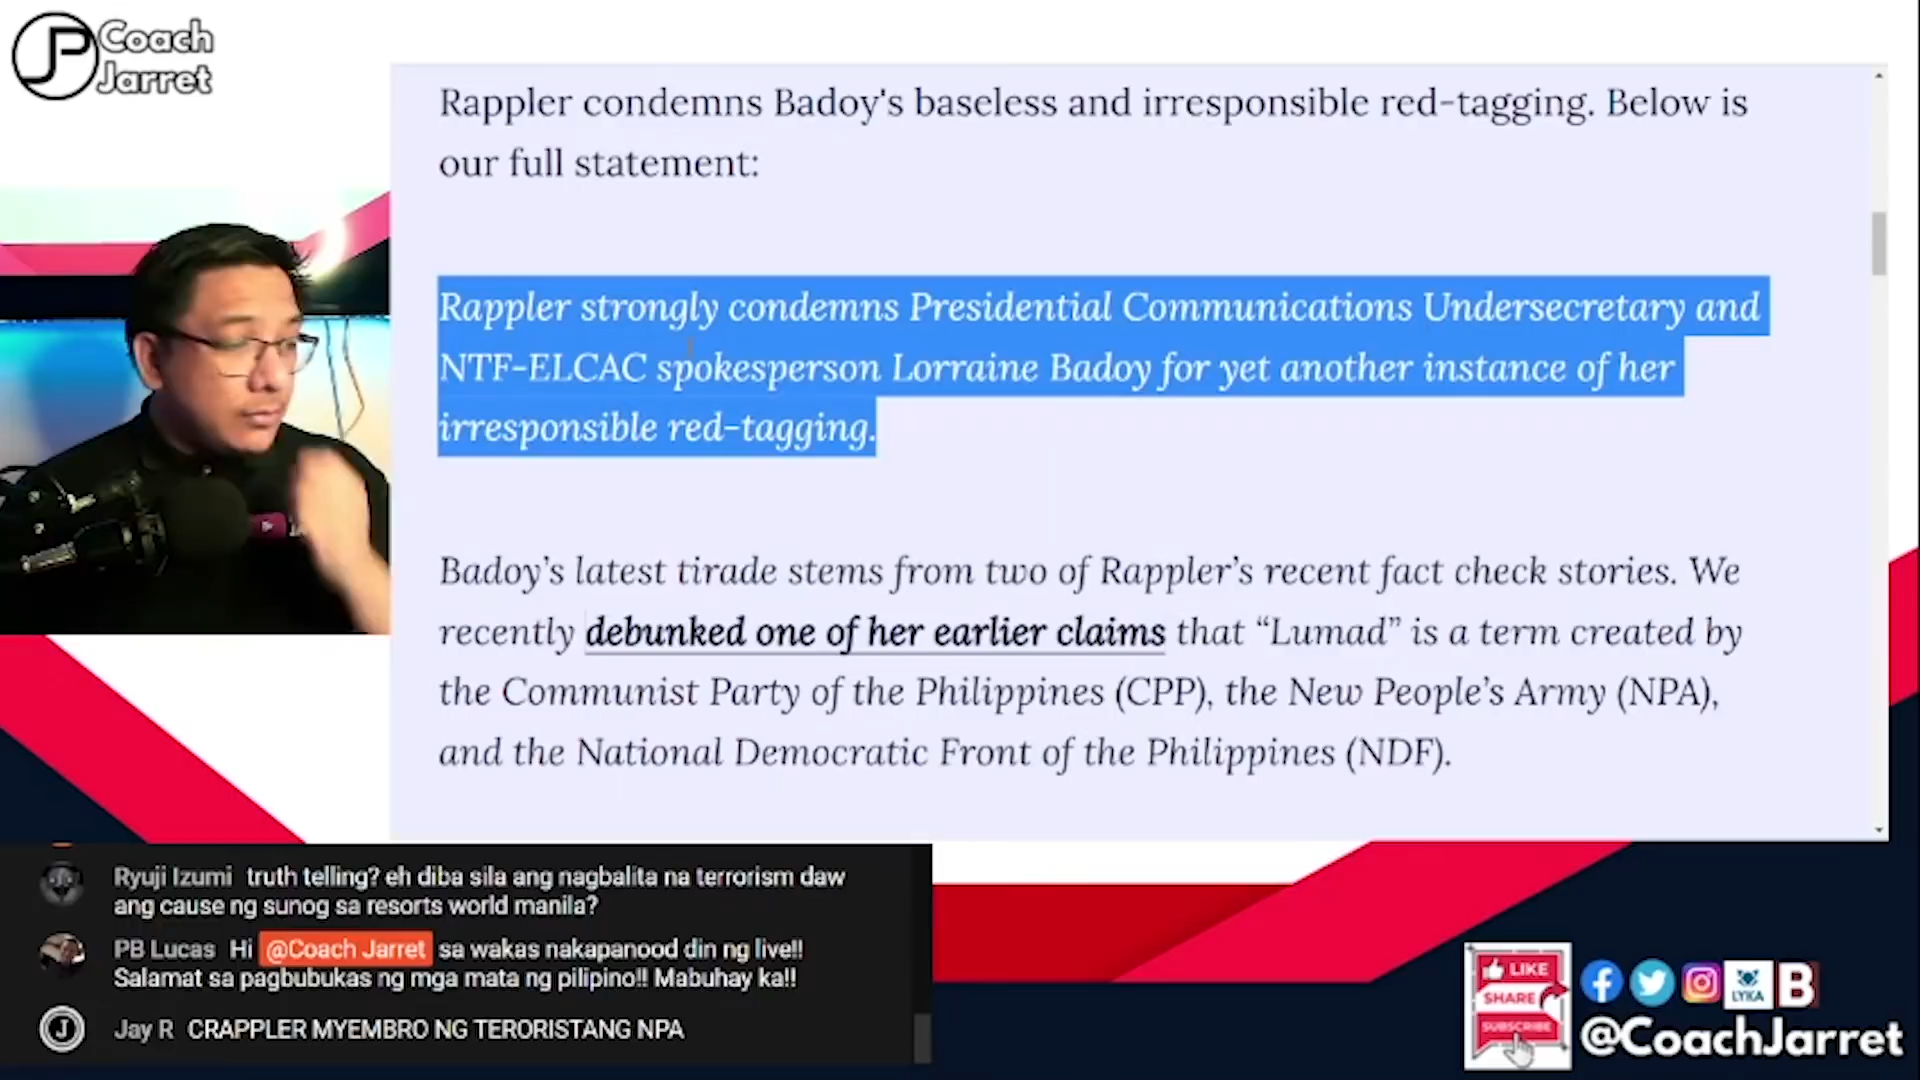 Coach
Jarret
Rappler condemns Badoy's baseless and irresponsible red-tagging. Below is
our full statement:
Rappler strongly condemns Presidential Communications Undersecretary and
NTF-ELCAC spokesperson Lorraine Badoy for yet another instance of her
irresponsible red-tagging.
Badoy’s latest tirade stems from two of Rappler’s recent fact check stories. We
recently debunked one of her earlier claims that “Lumad” is a term created by
the Communist Party of the Philippines (CPP), the New People’s Army (NPA),
and the National Democratic Front of the Philippines (NDF).
Ryuji Izumi truth telling? eh diba sila ang nagbalita na terrorism daw
ang cause ng sunog sa resorts world manila?
PB Lucas Hi @Coach Jarret sa wakas nakapanood din ng live!!
Salamat sa pagbubukas ng mga mata ng pilipino!! Mabuhay ka!!
J Jay R CRAPPLER MYEMBRO NG TERORISTANG NPA
LIKE
SHARE
SUBSCRIBE
LYKA
B
@CoachJarret